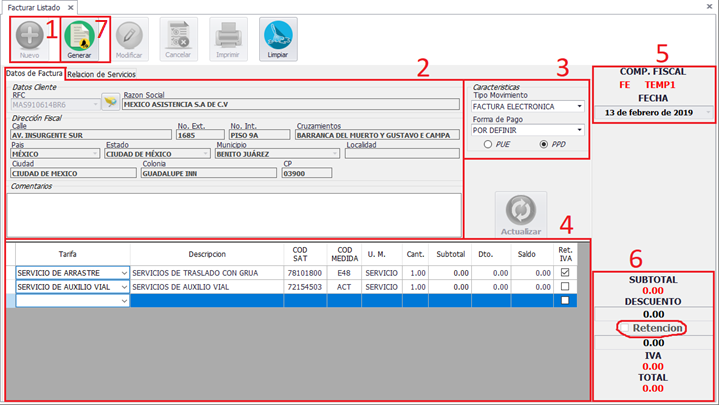 Facturar Listado ×
×
1
7
Nuevo
Generar
Modificar
Cancelar
Imprimir
Limpiar
2
3
5
Datos de Factura
Relacion de Servicios
Datos Cliente
RFC
Razon Social
MAS910614BR6
MEXICO ASISTENCIA S.A DE C.V
Dirección Fiscal
Calle
No. Ext.
No. Int.
Cruzamientos
AV. INSURGENTE SUR
1685
PISO 9A
BARRANCA DEL MUERTO Y GUSTAVO E CAMPA
Pais
Estado
Municipio
Localidad
MÉXICO
CIUDAD DE MÉXICO
BENITO JUÁREZ
Ciudad
Colonia
CP
CIUDAD DE MEXICO
GUADALUPE INN
03900
Comentarios
Caracteristicas
Tipo Movimiento
FACTURA ELECTRONICA
Forma de Pago
POR DEFINIR
PUE
PPD
COMP. FISCAL
FE TEMP1
FECHA
13 de febrero de 2019
Actualizar
4
Tarifa
Descripcion
COD SAT
COD MEDIDA
U. M.
Cant.
Subtotal
Dto.
Saldo
Ret. IVA
SERVICIO DE ARRASTRE
SERVICIOS DE TRASLADO CON GRUA
78101800
E48
SERVICIO
1.00
0.00
0.00
0.00
SERVICIO DE AUXILIO VIAL
SERVICIOS DE AUXILIO VIAL
72154503
ACT
SERVICIO
1.00
0.00
0.00
0.00
6
SUBTOTAL
0.00
DESCUENTO
0.00
Retencion
0.00
IVA
0.00
TOTAL
0.00